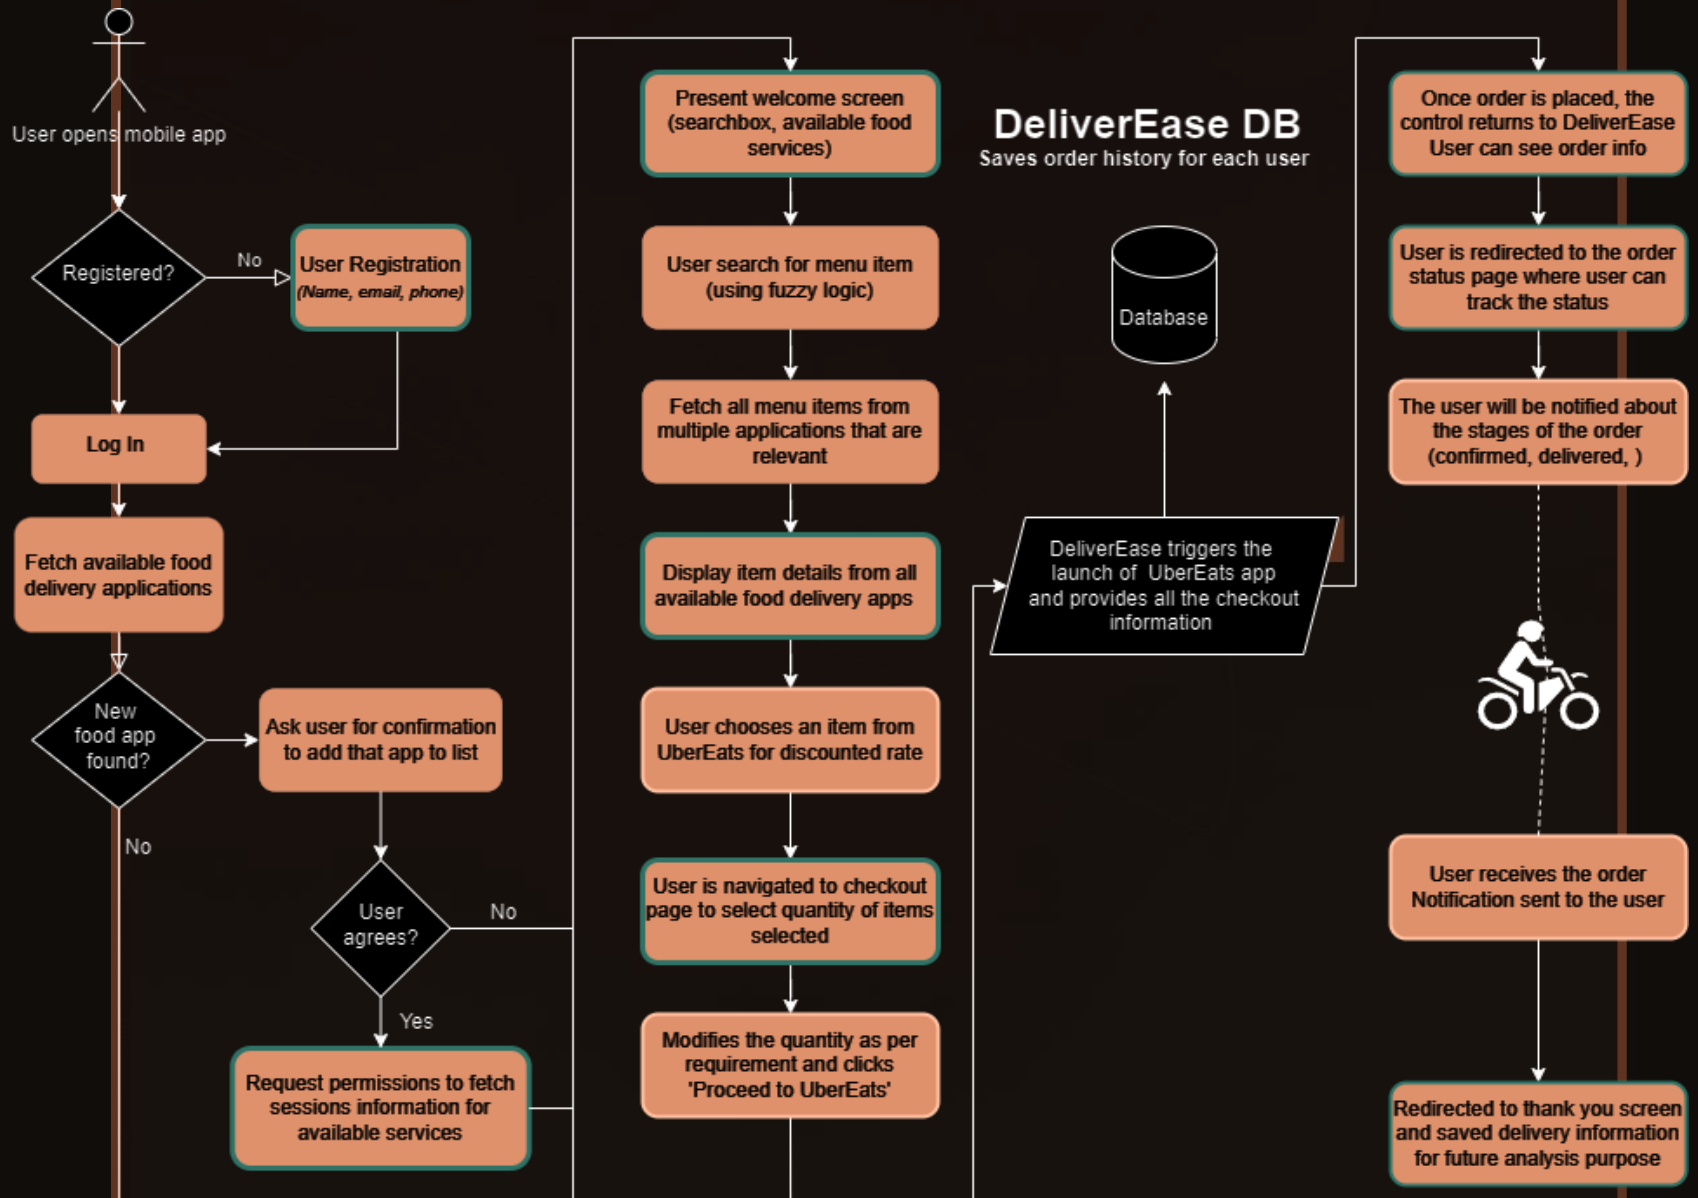 User opens mobile app
Registered?
No
User Registration
(Name, email, phone)
Log In
Fetch available food
delivery applications
New
food app
found?
No
Ask user for confirmation
to add that app to list
User
agrees?
No
Yes
Request permissions to fetch
sessions information for
available services
Present welcome screen
(searchbox, available food
services)
User search for menu item
(using fuzzy logic)
Fetch all menu items from
multiple applications that are
relevant
Display item details from all
available food delivery apps
User chooses an item from
UberEats for discounted rate
User is navigated to checkout
page to select quantity of items
selected
Modifies the quantity as per
requirement and clicks
'Proceed to UberEats'
DeliverEase DB
Saves order history for each user
Database
DeliverEase triggers the
launch of UberEats app
and provides all the checkout
information
Once order is placed, the
control returns to DeliverEase
User can see order info
User is redirected to the order
status page where user can
track the status
The user will be notified about
the stages of the order
(confirmed, delivered, )
User receives the order
Notification sent to the user
Redirected to thank you screen
and saved delivery information
for future analysis purpose